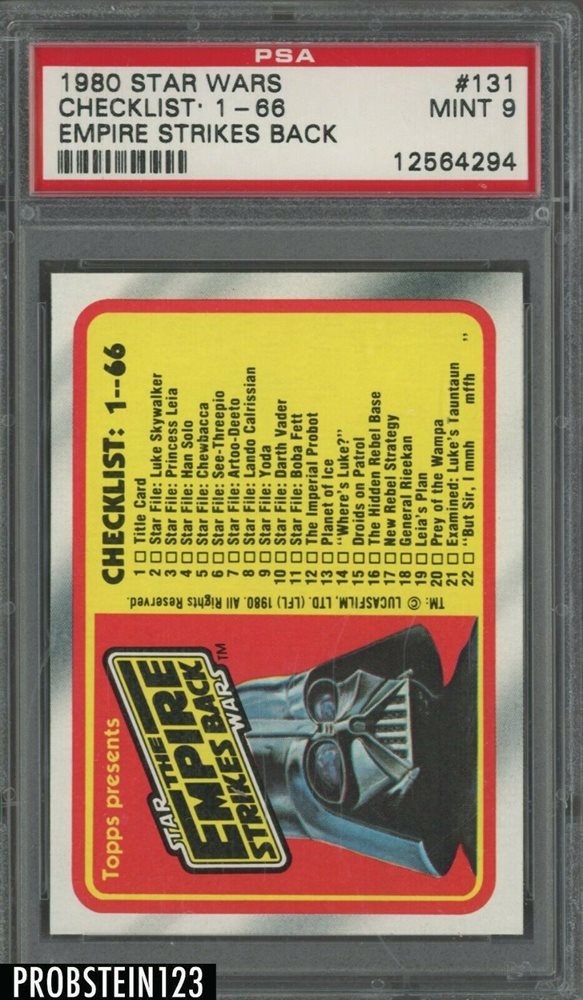 PSA
1980 STAR WARS #131
CHECKLIST· 1-66 MINT 9
EMPIRE STRIKES BACK
12564294
Topps presents
STAR THE
EMPIRE
STRIKES BACK
WARS™
CHECKLIST: 1--66
1 □ Title Card
2 □ Star File: Luke Skywalker
3 □ Star File: Princess Leia
4 □ Star File: Han Solo
5 □ Star File: Chewbacca
6 □ Star File: See-Threepio
7 □ Star File: Artoo-Deeto
8 □ Star File: Lando Calrissian
9 □ Star File: Yoda
10 □ Star File: Darth Vader
11 □ Star File: Boba Fett
12 □ The Imperial Probot
13 □ Planet of Ice
14 □ "Where's Luke?"
15 □ Droids on Patrol
16 □ The Hidden Rebel Base
17 □ New Rebel Strategy
18 □ General Rieekan
19 □ Leia's Plan
20 □ Prey of the Wampa
21 □ Examined: Luke's Tauntaun
22 □ "But Sir, I mmh mffh "
TM: © LUCASFILM, LTD. (LFL) 1980. All Rights Reserved.
PROBSTEIN123